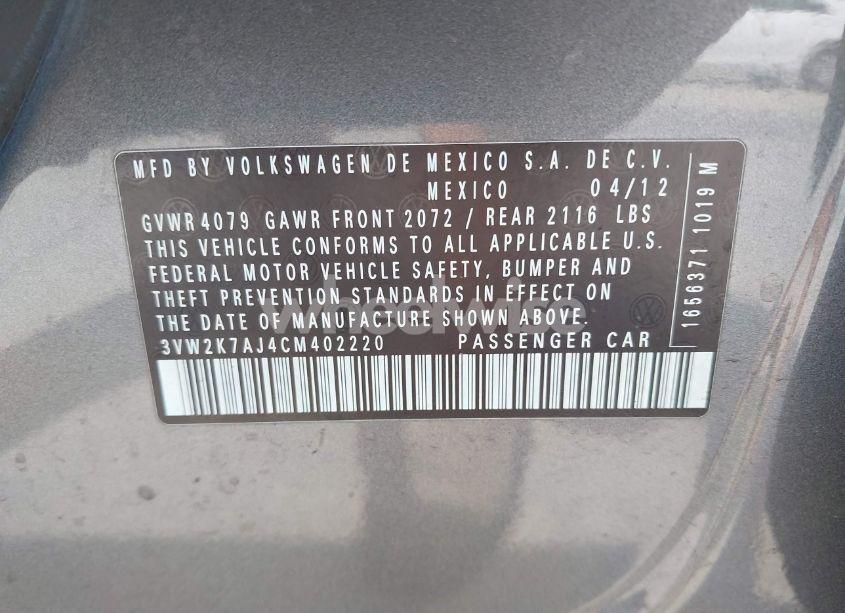 MFD BY VOLKSWAGEN DE MEXICO S.A. DE C.V.
MEXICO 04/12
GVWR 4079 GAWR FRONT 2072 / REAR 2116 LBS
THIS VEHICLE CONFORMS TO ALL APPLICABLE U.S.
FEDERAL MOTOR VEHICLE SAFETY, BUMPER AND
THEFT PREVENTION STANDARDS IN EFFECT ON
THE DATE OF MANUFACTURE SHOWN ABOVE.
3VW2K7AJ4CM402220 PASSENGER CAR
1656371 1019 M
wheelwise